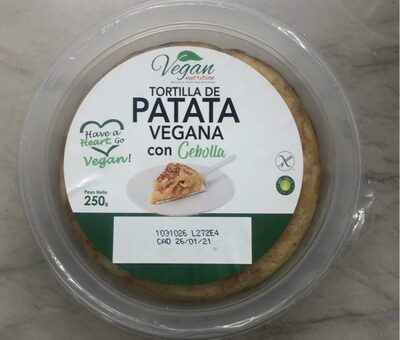 Vegan
nutrition
TORTILLA DE
PATATA
VEGANA
con Cebolla
Have a
Heart, Go
Vegan!
Peso Neto
250g
1031026 L272E4
CAD 26/01/21